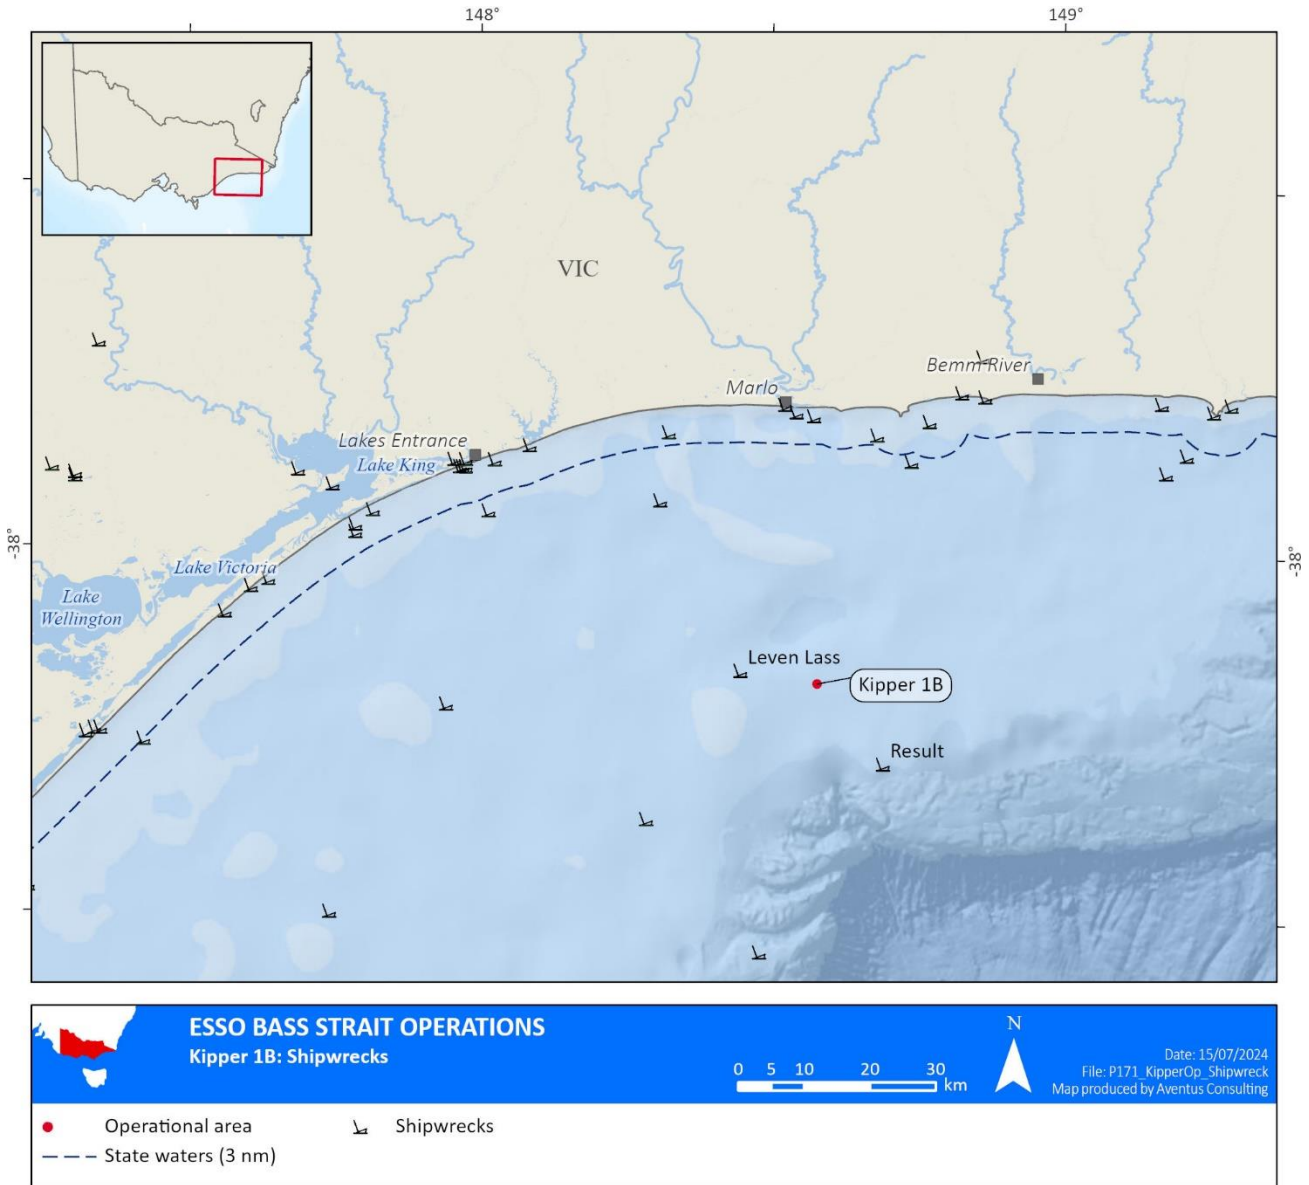 148°
149°
VIC
Bemm River
Marlo
Lakes Entrance
Lake King
-38°
-38°
Lake Victoria
Lake
Wellington
Leven Lass
Kipper 1B
Result
ESSO BASS STRAIT OPERATIONS
Kipper 1B: Shipwrecks
0 5 10 20 30
km
N
Date: 15/07/2024
File: P171_KipperOp_Shipwreck
Map produced by Aventus Consulting
Operational area
Shipwrecks
State waters (3 nm)